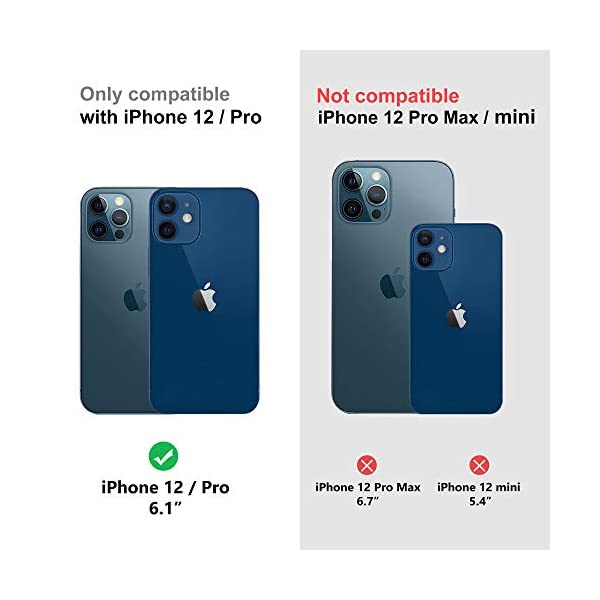 Only compatible
with iPhone 12 / Pro
Not compatible
iPhone 12 Pro Max / mini
iPhone 12 / Pro
6.1”
iPhone 12 Pro Max
6.7”
iPhone 12 mini
5.4”